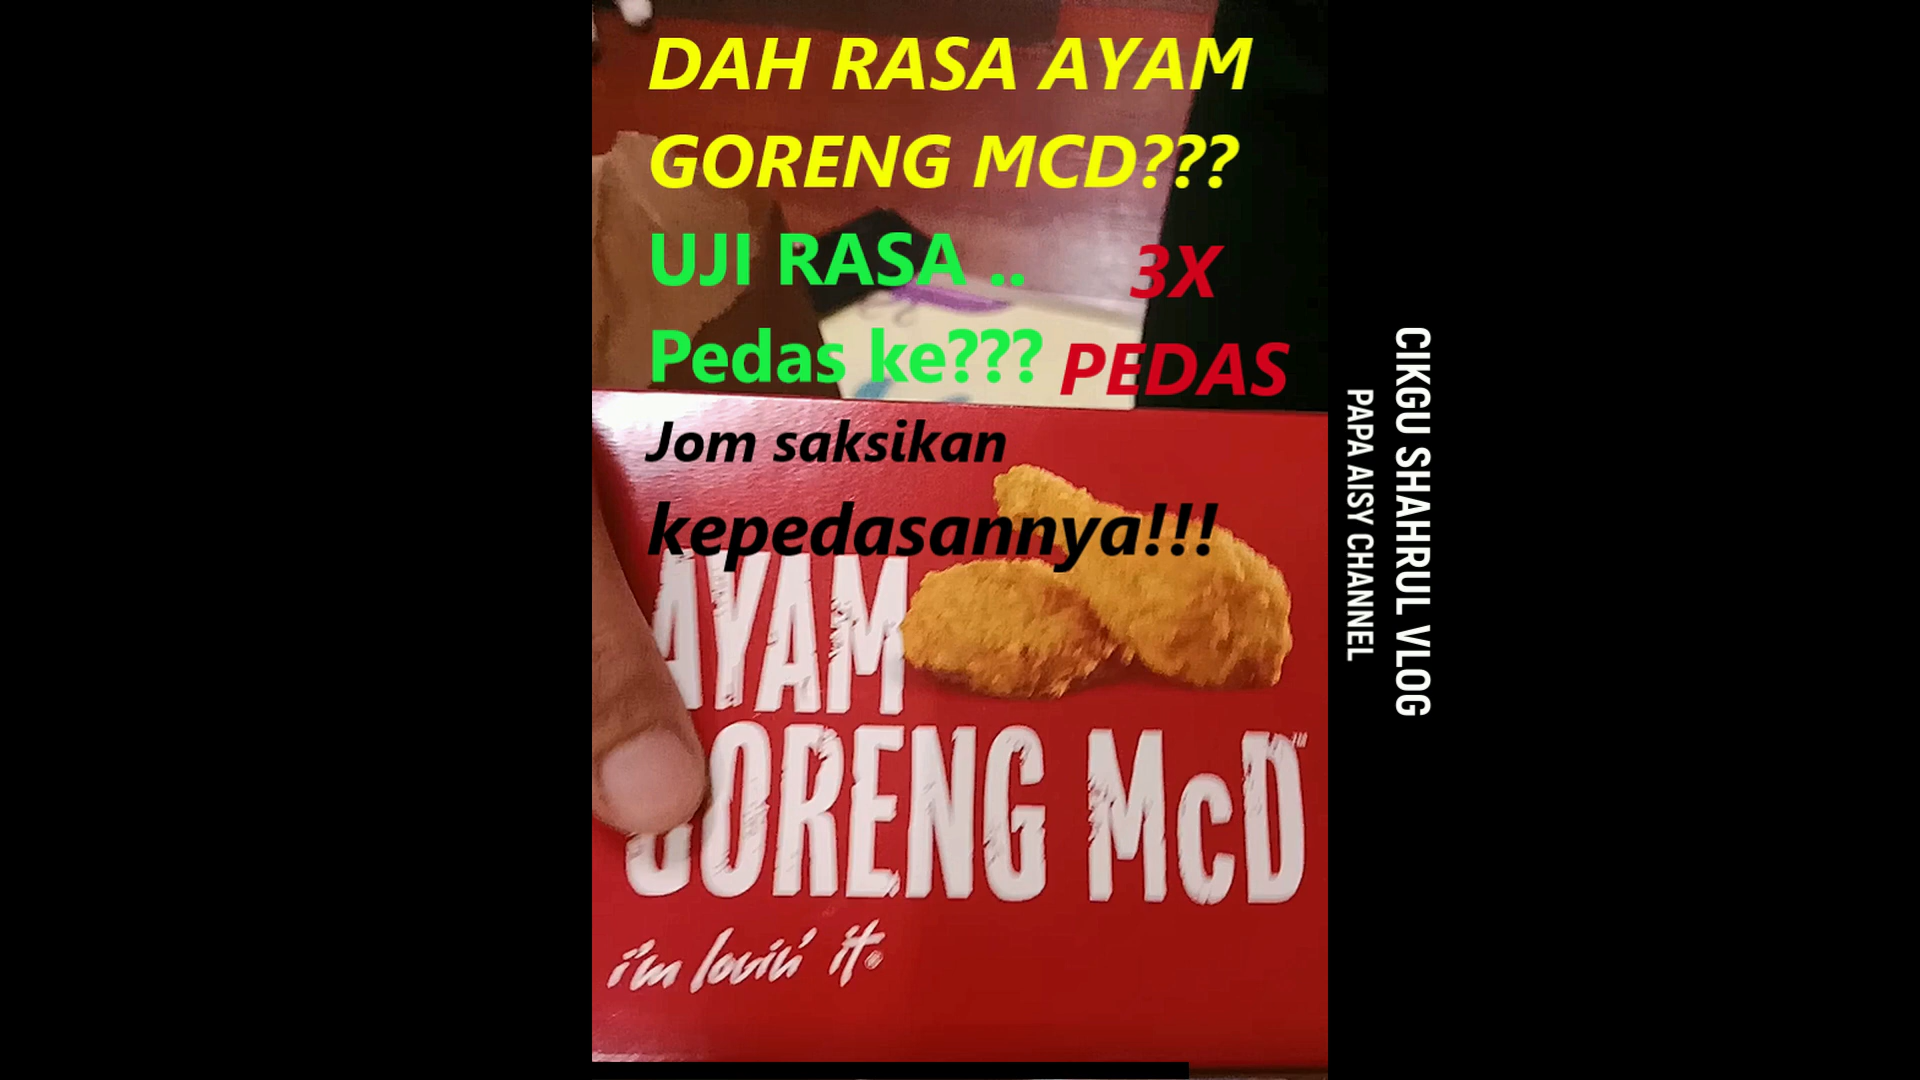 DAH RASA AYAM
GORENG MCD???
UJI RASA ..
Pedas ke???
3X
PEDAS
Jom saksikan
kepedasannya!!!
AYAM
GORENG McD™
i'm lovin' it®
CIKGU SHAHRUL VLOG
PAPA AISY CHANNEL